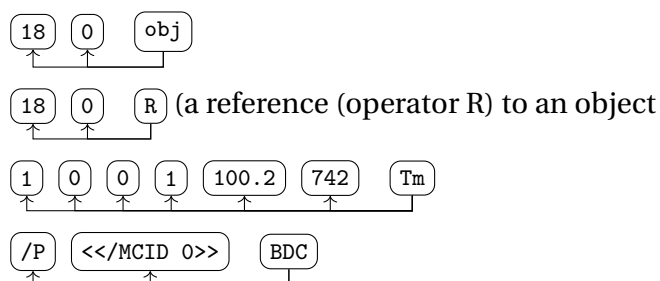 18 0 obj
18 0 R (a reference (operator R) to an object
1 0 0 1 100.2 742 Tm
/P <</MCID 0>> BDC